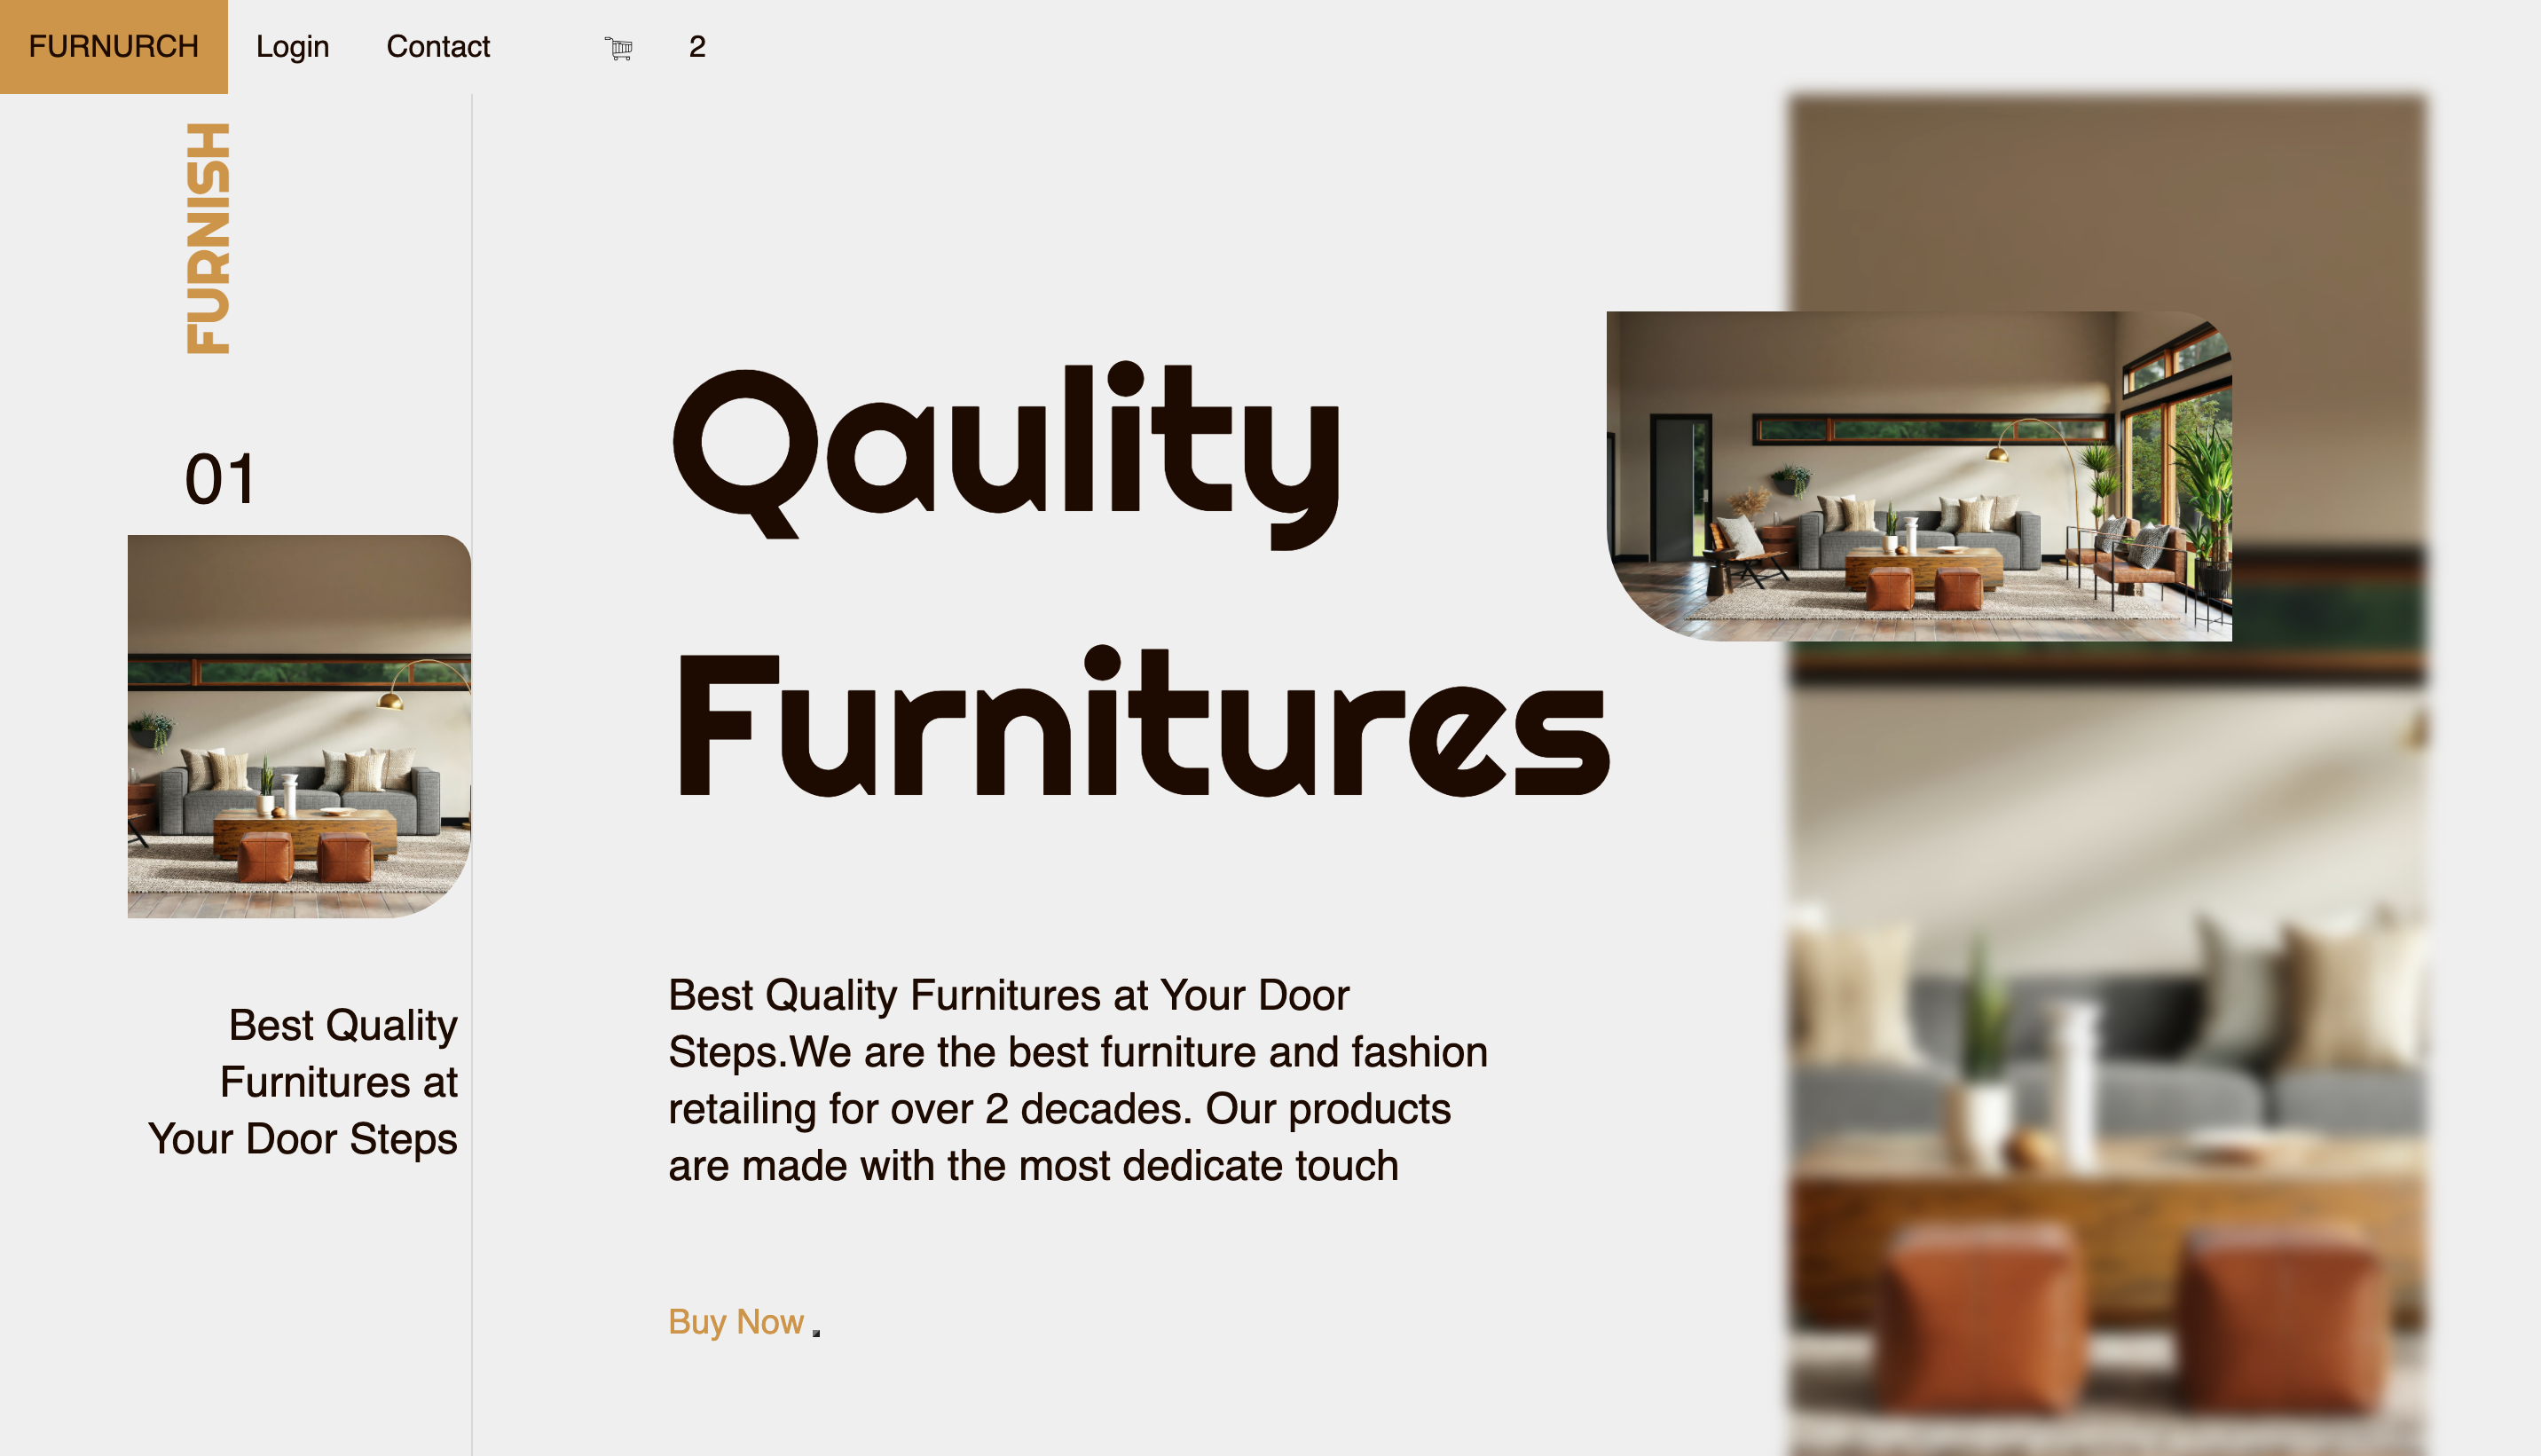 FURNURCH Login Contact 2
FURNISH
01
Best Quality
Furnitures at
Your Door Steps
Qaulity
Furnitures
Best Quality Furnitures at Your Door
Steps.We are the best furniture and fashion
retailing for over 2 decades. Our products
are made with the most dedicate touch
Buy Now